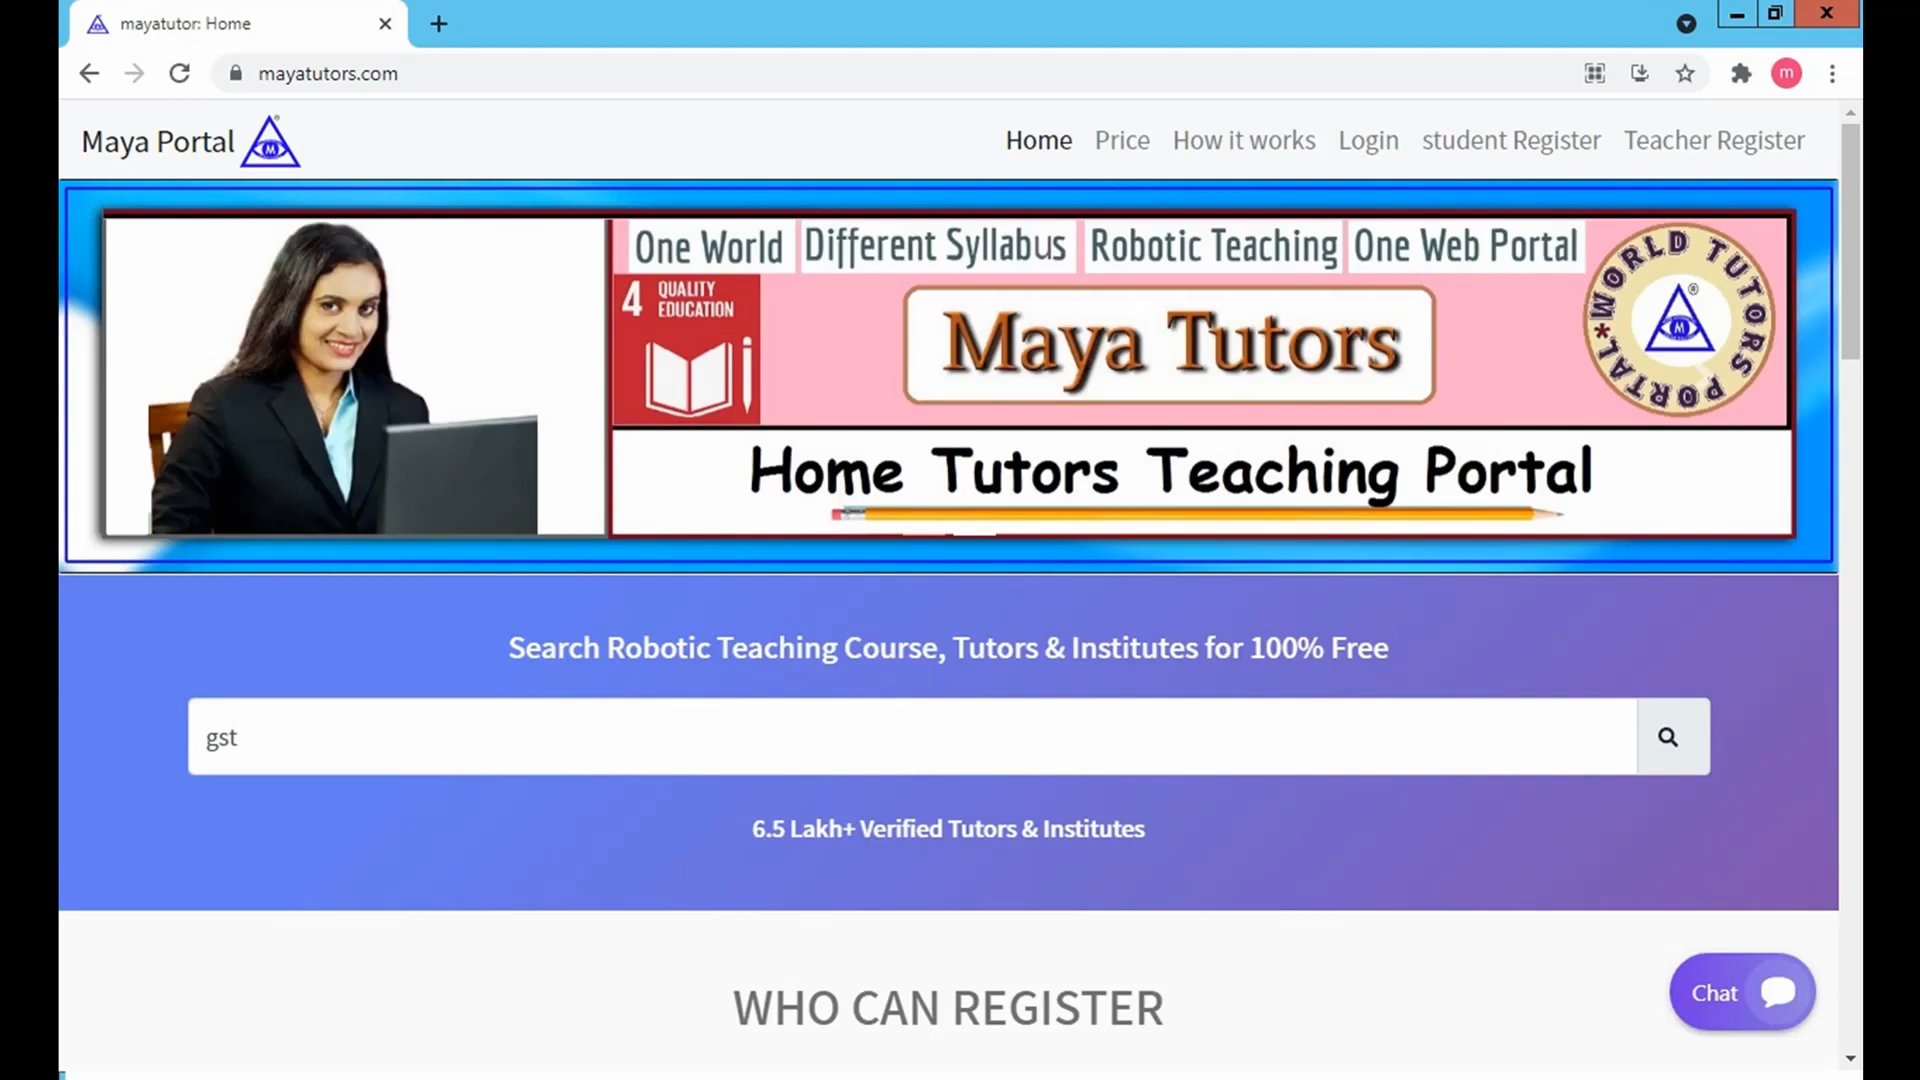 mayatutor: Home
mayatutors.com
m
Maya Portal
M
Home Price How it works Login student Register Teacher Register
One World Different Syllabus Robotic Teaching One Web Portal
4 QUALITY EDUCATION
Maya Tutors
WORLD TUTORS PORTAL*
M
Home Tutors Teaching Portal
Search Robotic Teaching Course, Tutors & Institutes for 100% Free
gst
6.5 Lakh+ Verified Tutors & Institutes
WHO CAN REGISTER
Chat